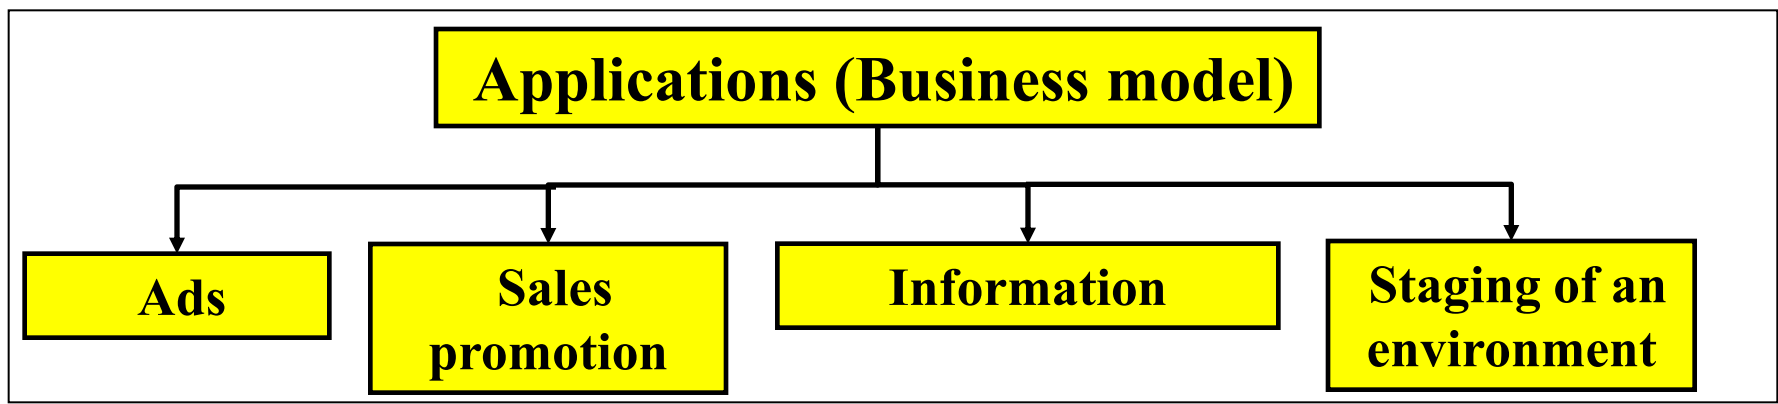 Applications (Business model)
Ads
Sales
promotion
Information
Staging of an
environment